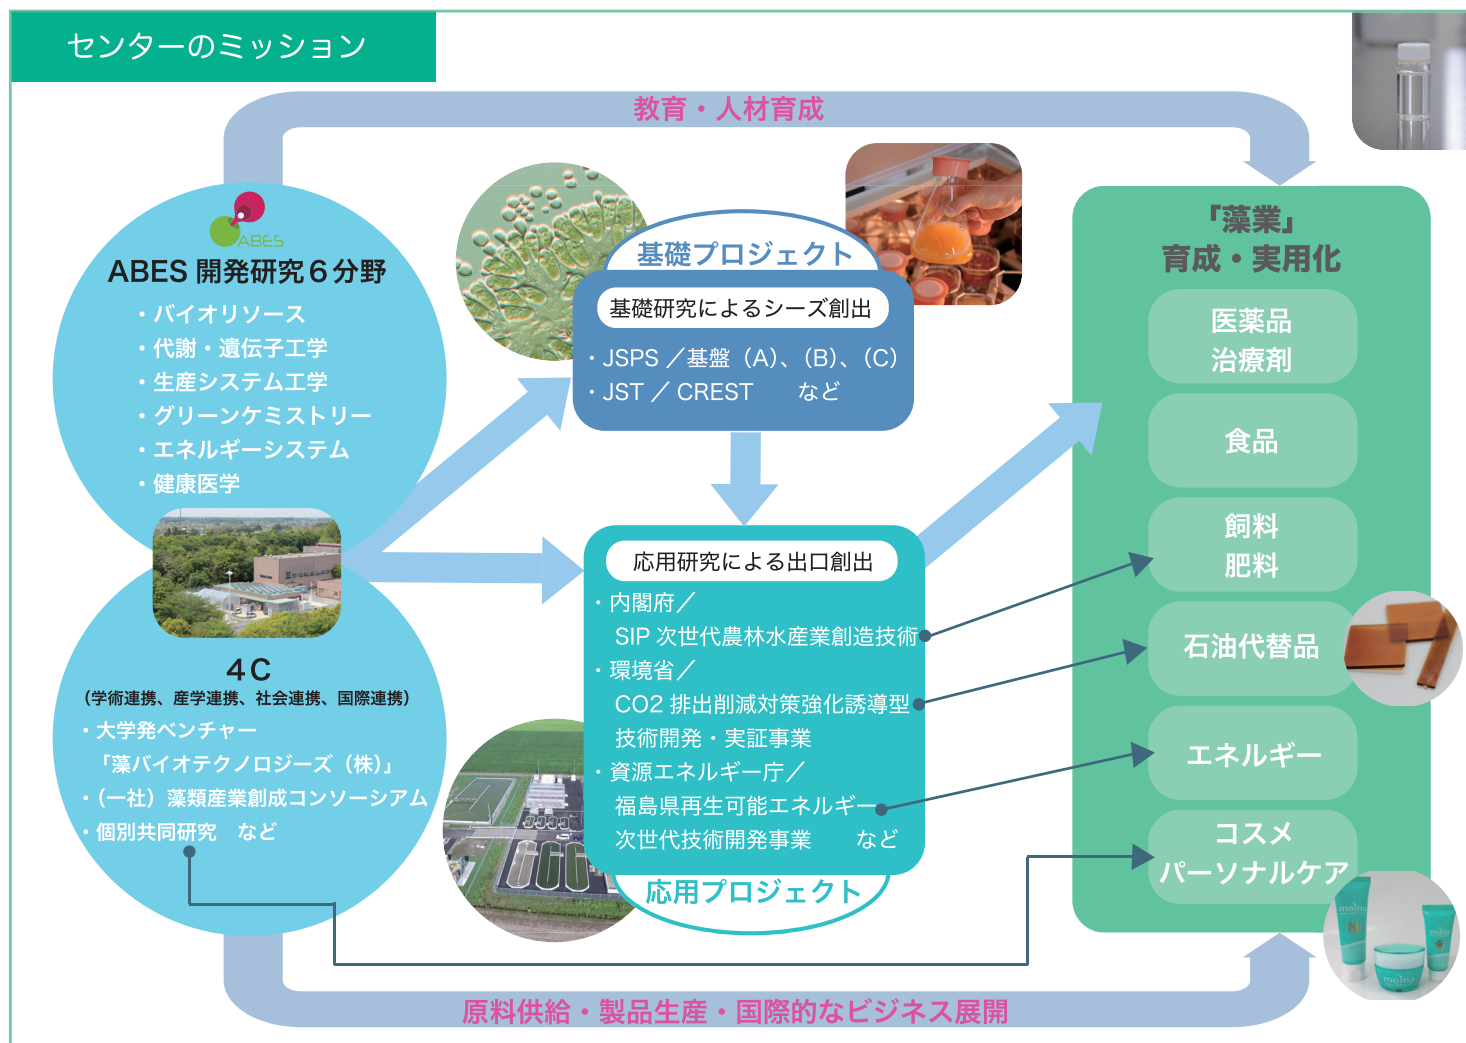 センターのミッション
教育・人材育成
ABES
ABES 開発研究６分野
・バイオリソース
・代謝・遺伝子工学
・生産システム工学
・グリーンケミストリー
・エネルギーシステム
・健康医学
４C
（学術連携、産学連携、社会連携、国際連携）
・大学発ベンチャー
「藻バイオテクノロジーズ（株）」
・（一社）藻類産業創成コンソーシアム
・個別共同研究　など
基礎プロジェクト
基礎研究によるシーズ創出
・JSPS ／基盤（A）、（B）、（C）
・JST ／ CREST　　など
応用研究による出口創出
・内閣府／
SIP 次世代農林水産業創造技術
・環境省／
CO2 排出削減対策強化誘導型
技術開発・実証事業
・資源エネルギー庁／
福島県再生可能エネルギー
次世代技術開発事業　　など
応用プロジェクト
「藻業」
育成・実用化
医薬品
治療剤
食品
飼料
肥料
石油代替品
エネルギー
コスメ
パーソナルケア
moina
moina
moina
原料供給・製品生産・国際的なビジネス展開